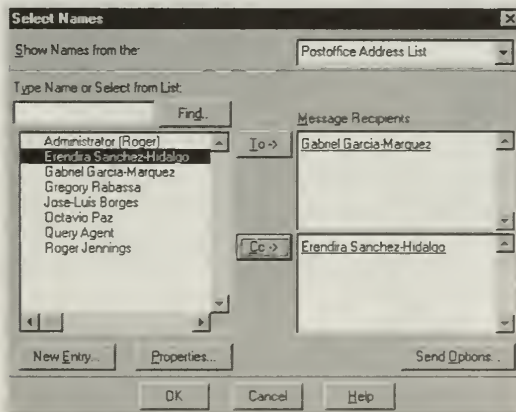 Select Names
Show Names from the:
Postoffice Address List
Type Name or Select from List:
Find..
Message Recipients
Administrator (Roger)
Erendira Sanchez-Hidalgo
Gabriel Garcia-Marquez
Gregory Rabassa
Jose-Luis Borges
Octavio Paz
Query Agent
Roger Jennings
To ->
Gabriel Garcia-Marquez
Cc ->
Erendira Sanchez-Hidalgo
New Entry...
Properties...
Send Options..
OK
Cancel
Help